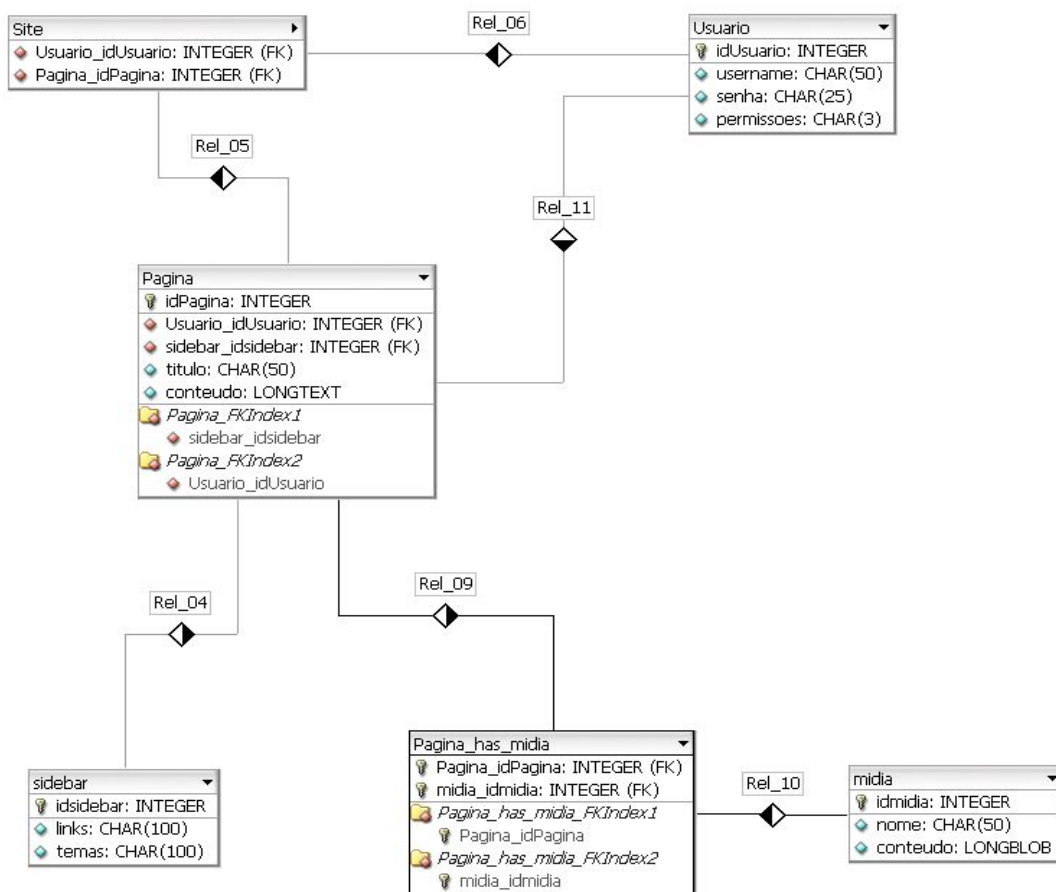 Site
Usuario_idUsuario: INTEGER (FK)
Pagina_idPagina: INTEGER (FK)
Rel_06
Usuario
idUsuario: INTEGER
username: CHAR(50)
senha: CHAR(25)
permissoes: CHAR(3)
Rel_05
Rel_11
Pagina
idPagina: INTEGER
Usuario_idUsuario: INTEGER (FK)
sidebar_idsidebar: INTEGER (FK)
titulo: CHAR(50)
conteudo: LONGTEXT
Pagina_FKIndex1
sidebar_idsidebar
Pagina_FKIndex2
Usuario_idUsuario
Rel_04
Rel_09
sidebar
idsidebar: INTEGER
links: CHAR(100)
temas: CHAR(100)
Pagina_has_midia
Pagina_idPagina: INTEGER (FK)
midia_idmidia: INTEGER (FK)
Pagina_has_midia_FKIndex1
Pagina_idPagina
Pagina_has_midia_FKIndex2
midia_idmidia
Rel_10
midia
idmidia: INTEGER
nome: CHAR(50)
conteudo: LONGBLOB